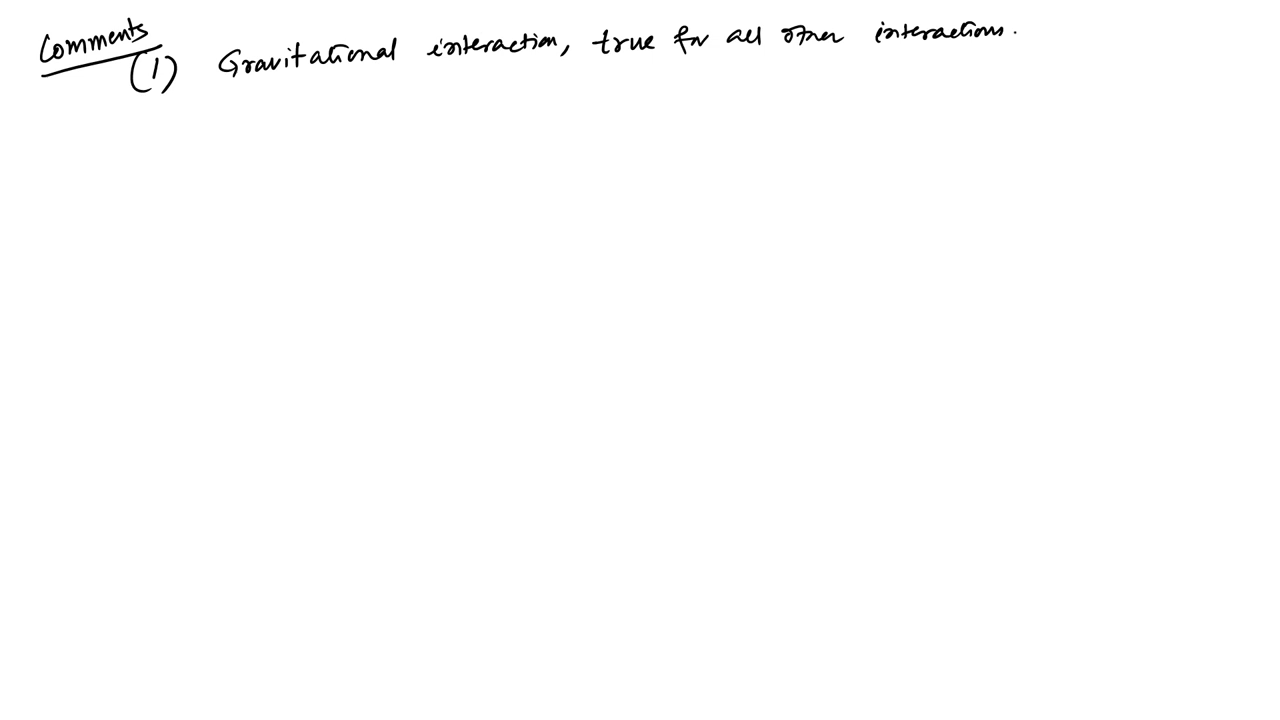 Comments
(1) Gravitational interaction, true for all other interactions.